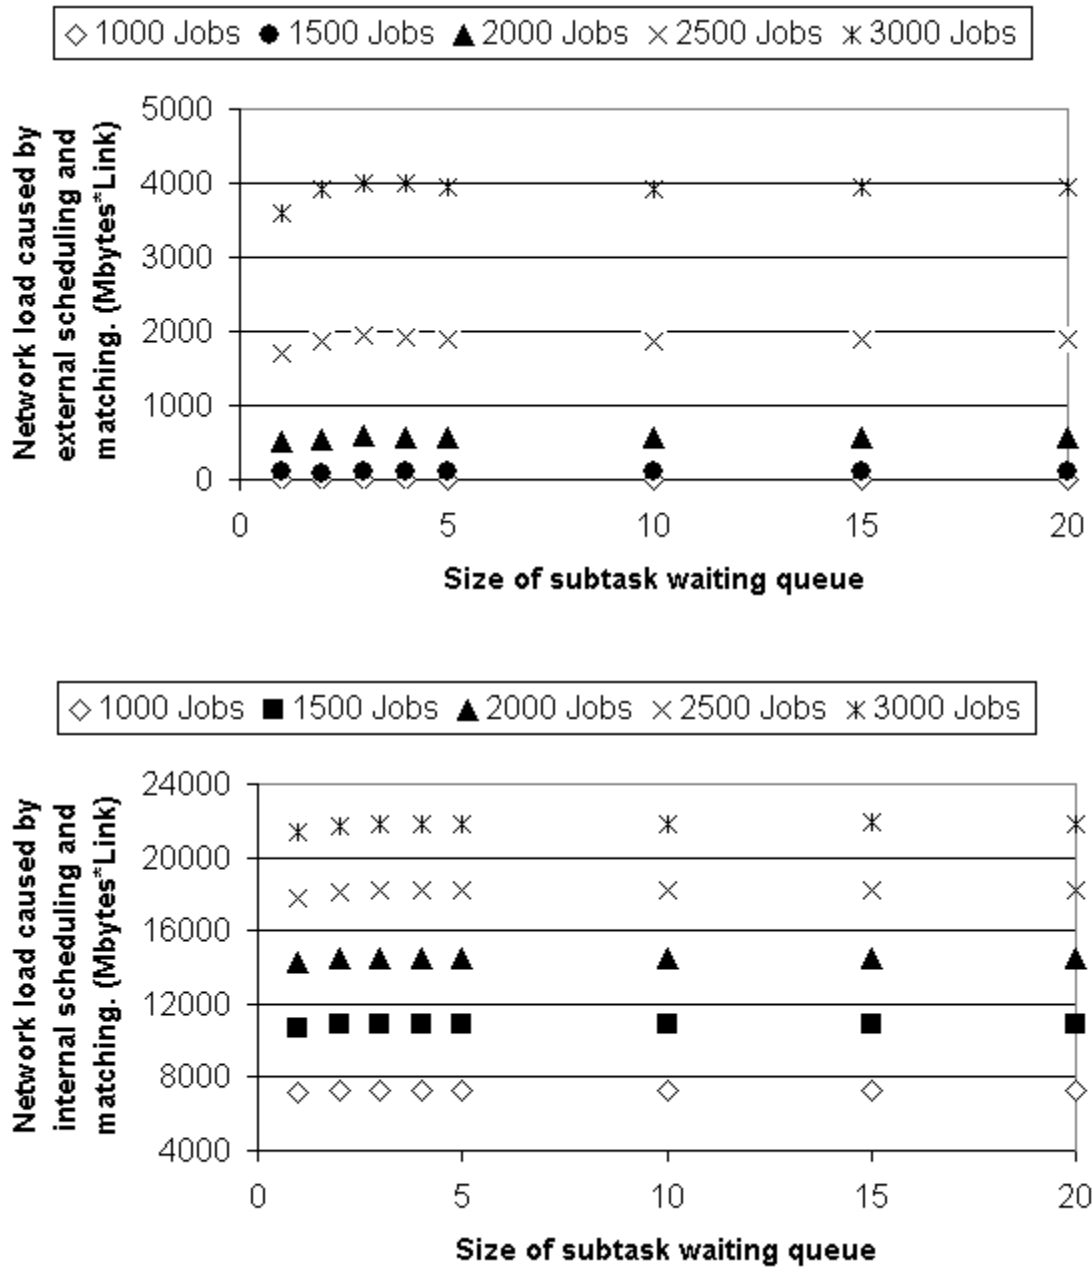 1000 Jobs 1500 Jobs 2000 Jobs 2500 Jobs 3000 Jobs
Network load caused by
external scheduling and
matching. (Mbytes*Link)
5000
4000
3000
2000
1000
0
0 5 10 15 20
Size of subtask waiting queue
1000 Jobs 1500 Jobs 2000 Jobs 2500 Jobs 3000 Jobs
Network load caused by
internal scheduling and
matching. (Mbytes*Link)
24000
20000
16000
12000
8000
4000
0 5 10 15 20
Size of subtask waiting queue